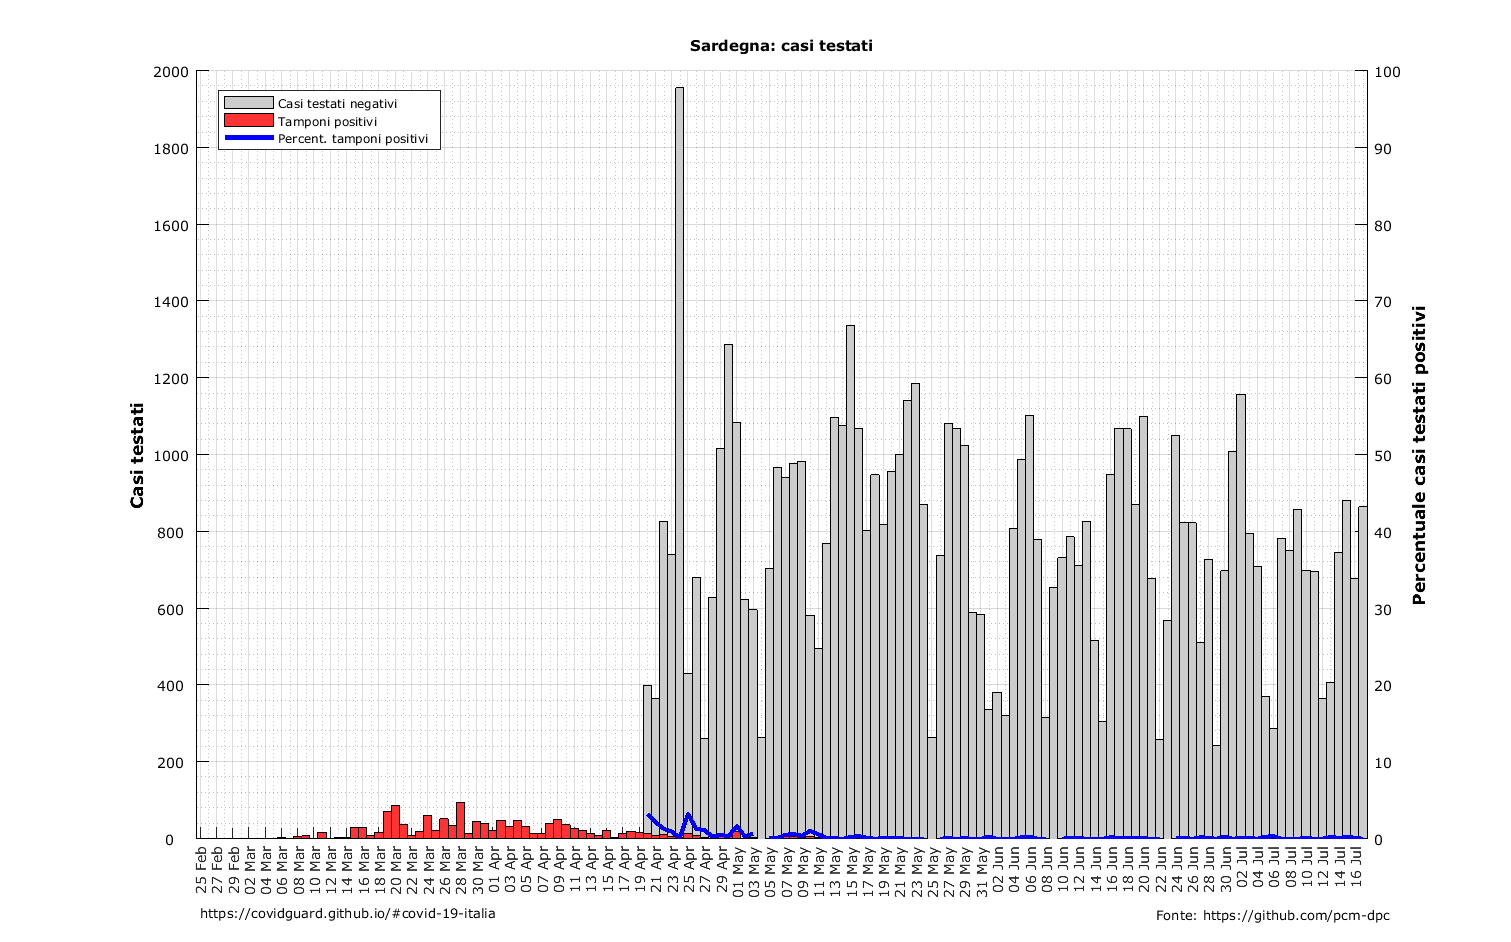 Sardegna: casi testati
Casi testati negativi
Tamponi positivi
Percent. tamponi positivi
Casi testati
2000
1800
1600
1400
1200
1000
800
600
400
200
0
100
90
80
70
60
50
40
30
20
10
0
Percentuale casi testati positivi
25 Feb
27 Feb
29 Feb
02 Mar
04 Mar
06 Mar
08 Mar
10 Mar
12 Mar
14 Mar
16 Mar
18 Mar
20 Mar
22 Mar
24 Mar
26 Mar
28 Mar
30 Mar
01 Apr
03 Apr
05 Apr
07 Apr
09 Apr
11 Apr
13 Apr
15 Apr
17 Apr
19 Apr
21 Apr
23 Apr
25 Apr
27 Apr
29 Apr
01 May
03 May
05 May
07 May
09 May
11 May
13 May
15 May
17 May
19 May
21 May
23 May
25 May
27 May
29 May
31 May
02 Jun
04 Jun
06 Jun
08 Jun
10 Jun
12 Jun
14 Jun
16 Jun
18 Jun
20 Jun
22 Jun
24 Jun
26 Jun
28 Jun
30 Jun
02 Jul
04 Jul
06 Jul
08 Jul
10 Jul
12 Jul
14 Jul
16 Jul
https://covidguard.github.io/#covid-19-italia
Fonte: https://github.com/pcm-dpc